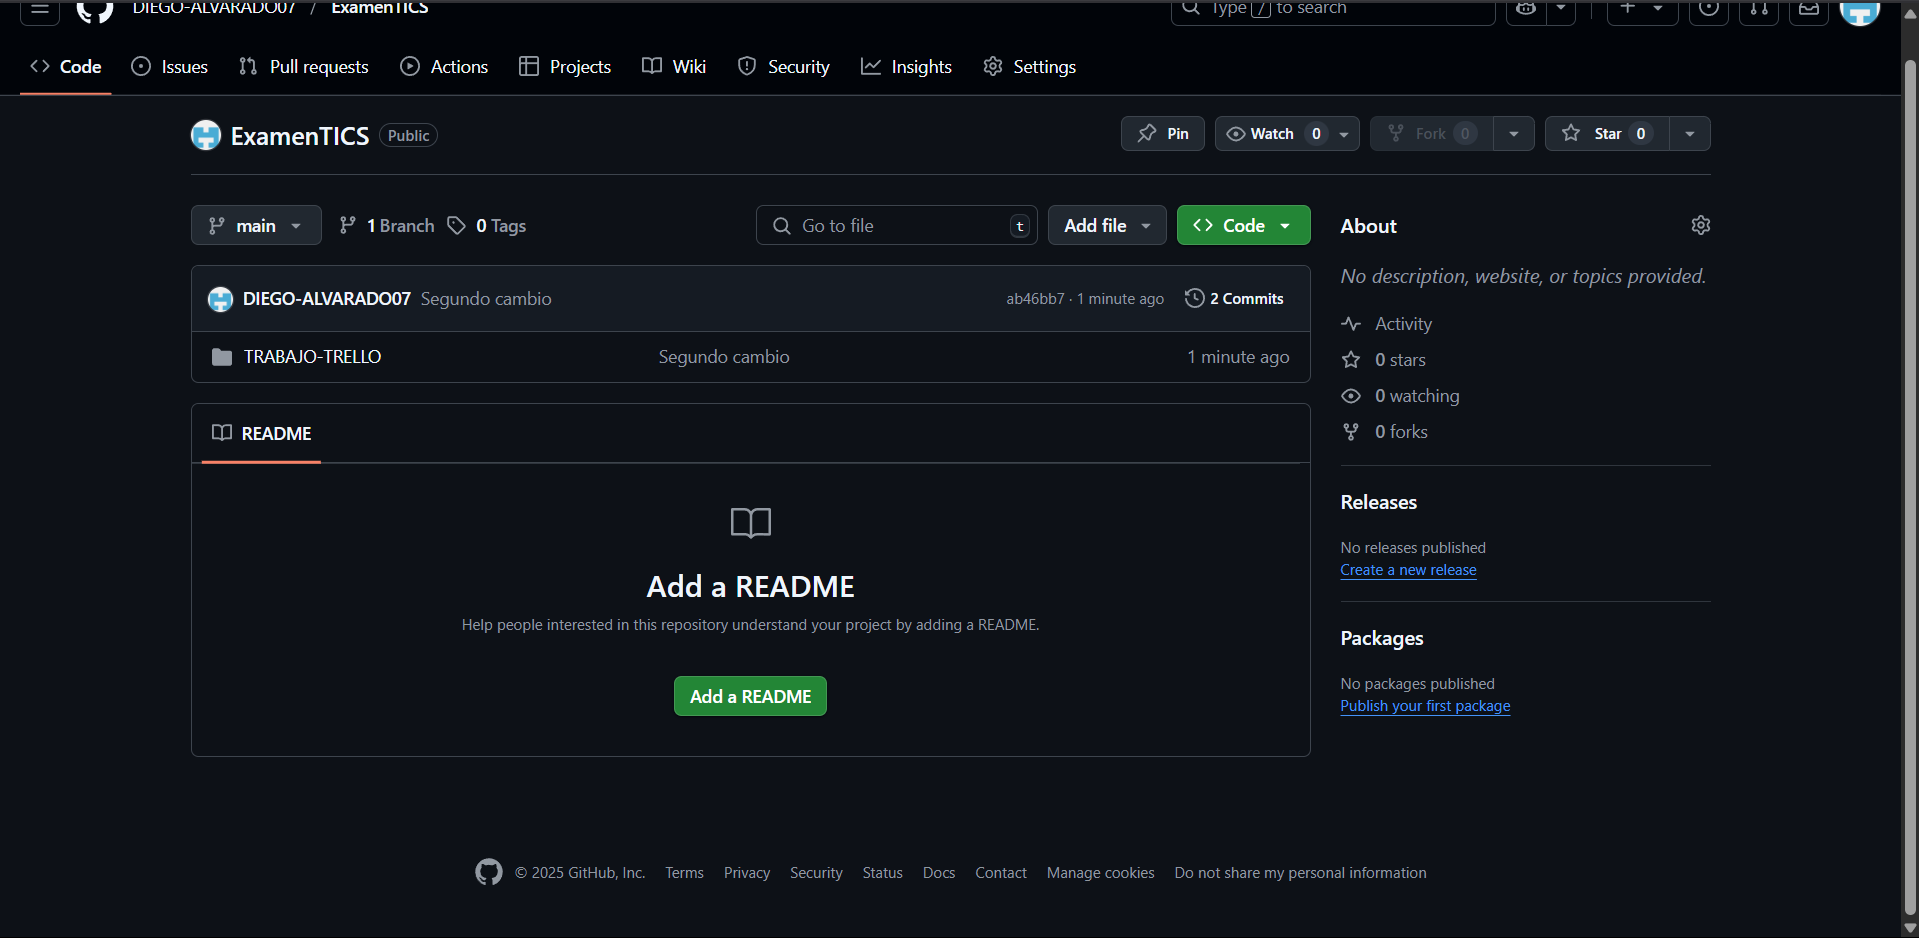 DIEGO-ALVARADO07 / ExamenTICS
Type / to search
Code Issues Pull requests Actions Projects Wiki Security Insights Settings
ExamenTICS Public
Pin Watch 0 Fork 0 Star 0
main 1 Branch 0 Tags Go to file t Add file Code
DIEGO-ALVARADO07 Segundo cambio ab46bb7 · 1 minute ago 2 Commits
TRABAJO-TRELLO Segundo cambio 1 minute ago
README
Add a README
Help people interested in this repository understand your project by adding a README.
Add a README
About
No description, website, or topics provided.
Activity
0 stars
0 watching
0 forks
Releases
No releases published
Create a new release
Packages
No packages published
Publish your first package
© 2025 GitHub, Inc. Terms Privacy Security Status Docs Contact Manage cookies Do not share my personal information